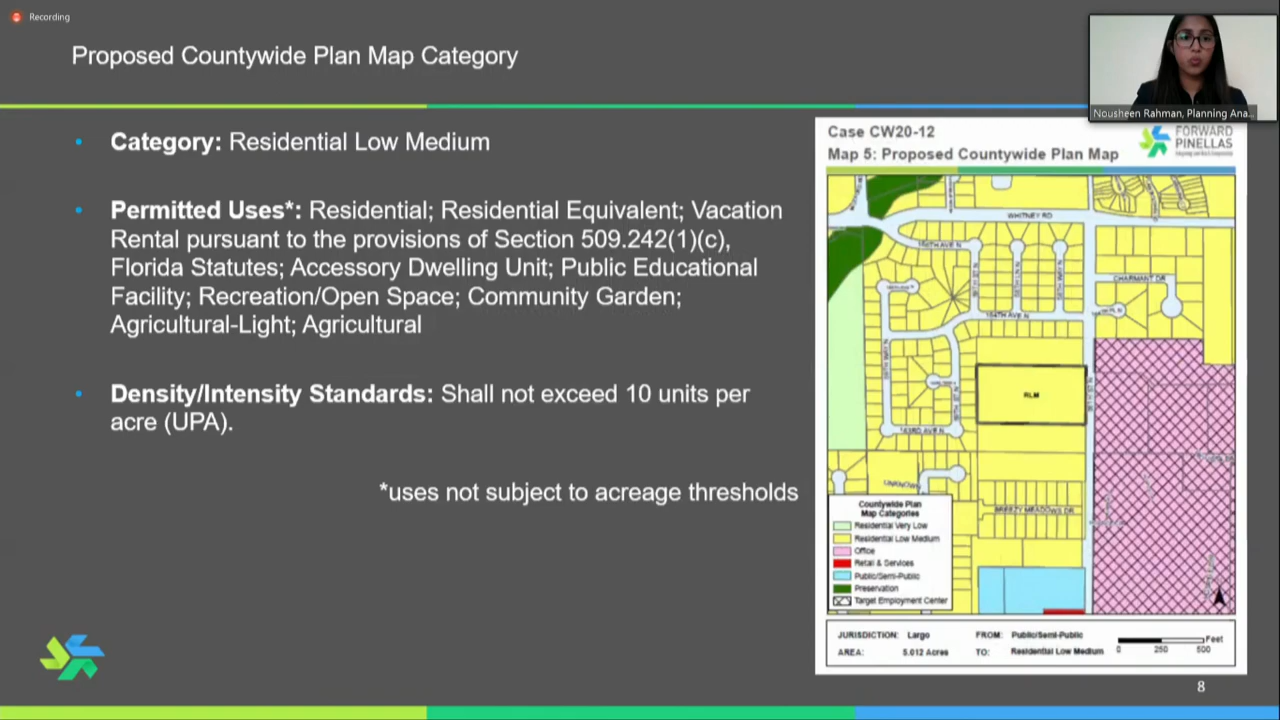 Recording
Proposed Countywide Plan Map Category
Nousheen Rahman, Planning Ana...
• Category: Residential Low Medium
• Permitted Uses*: Residential; Residential Equivalent; Vacation
Rental pursuant to the provisions of Section 509.242(1)(c),
Florida Statutes; Accessory Dwelling Unit; Public Educational
Facility; Recreation/Open Space; Community Garden;
Agricultural-Light; Agricultural
• Density/Intensity Standards: Shall not exceed 10 units per
acre (UPA).
*uses not subject to acreage thresholds
Case CW20-12
Map 5: Proposed Countywide Plan Map
FORWARD
PINELLAS
WHITNEY RD
CHARMANT DR
154TH AVE N
RLM
153RD AVE N
UNKNOWN
BREEZY MEADOWS DR
Countywide Plan
Map Categories
Residential Very Low
Residential Low Medium
Office
Retail & Services
Public/Semi-Public
Preservation
Target Employment Center
JURISDICTION: Largo
FROM: Public/Semi-Public
AREA: 5.012 Acres
TO: Residential Low Medium
Feet
0 250 500
8